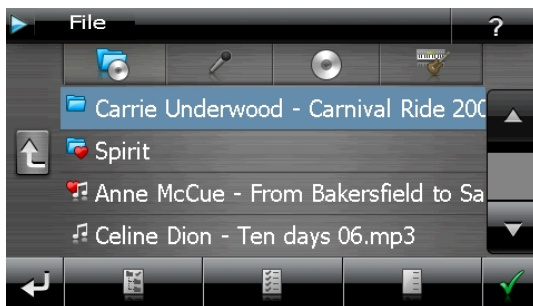 File
?
Carrie Underwood - Carnival Ride 200
Spirit
Anne McCue - From Bakersfield to Sa
Celine Dion - Ten days 06.mp3